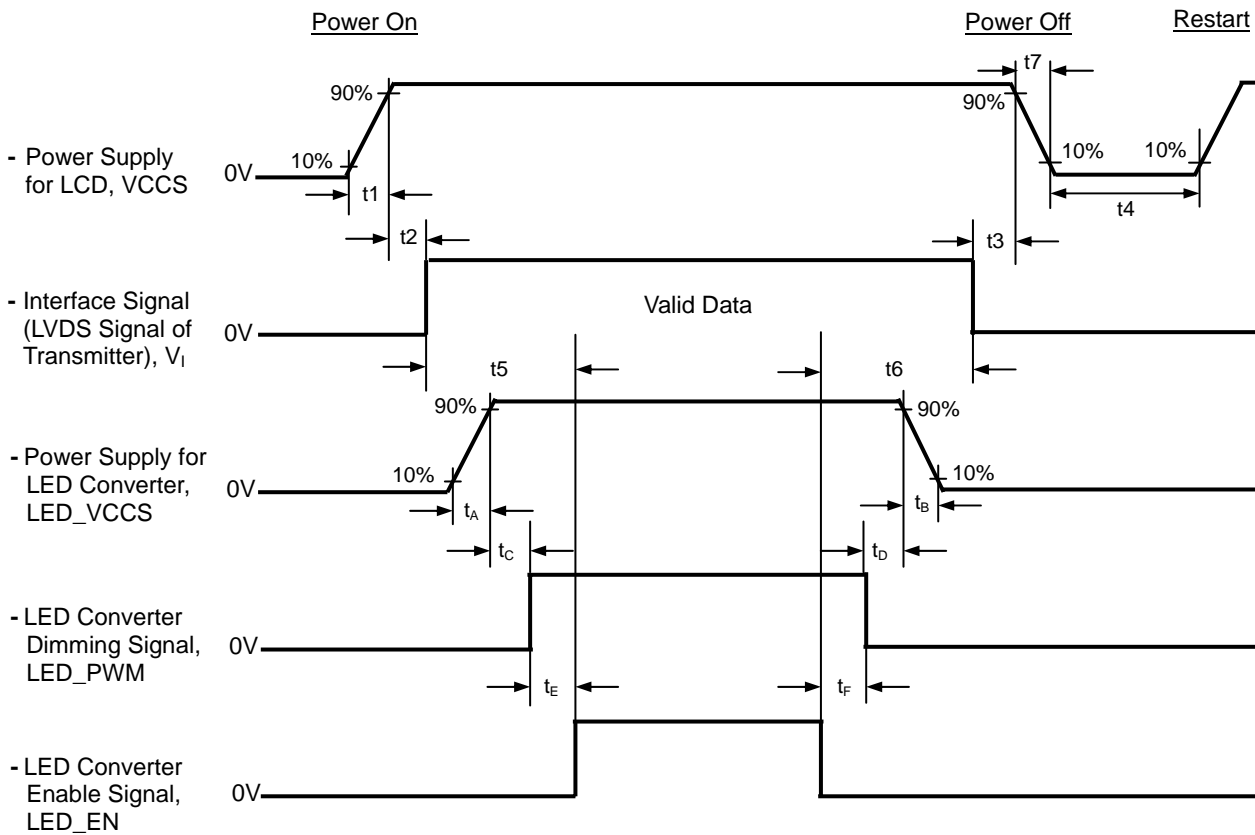 Power On
Power Off
Restart
t7
90%
90%
- Power Supply
for LCD, VCCS
0V
10%
10%
10%
t1
t4
t2
t3
- Interface Signal
(LVDS Signal of
Transmitter), VI
0V
Valid Data
t5
t6
90%
90%
- Power Supply for
LED Converter,
LED_VCCS
0V
10%
10%
tA
tB
tC
tD
- LED Converter
Dimming Signal,
LED_PWM
0V
tE
tF
- LED Converter
Enable Signal,
LED_EN
0V